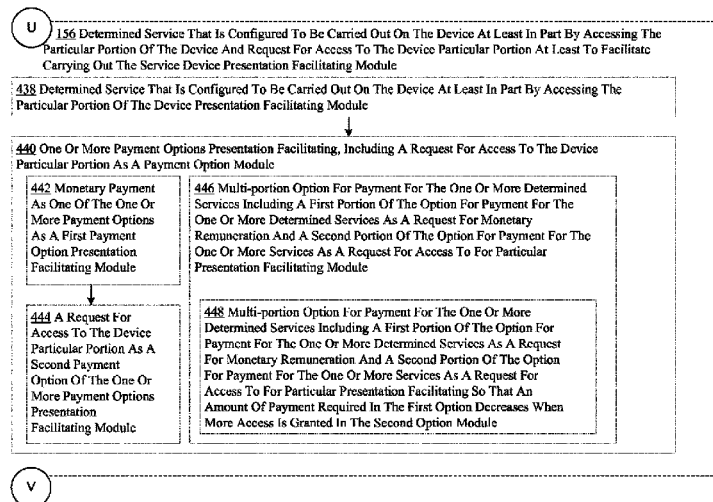 U
156 Determined Service That Is Configured To Be Carried Out On The Device At Least In Part By Accessing The
Particular Portion Of The Device And Request For Access To The Device Particular Portion At Least To Facilitate
Carrying Out The Service Device Presentation Facilitating Module
438 Determined Service That Is Configured To Be Carried Out On The Device At Least In Part By Accessing The
Particular Portion Of The Device Presentation Facilitating Module
440 One Or More Payment Options Presentation Facilitating, Including A Request For Access To The Device
Particular Portion As A Payment Option Module
442 Monetary Payment
As One Of The One Or
More Payment Options
As A First Payment
Option Presentation
Facilitating Module
444 A Request For
Access To The Device
Particular Portion As A
Second Payment
Option Of The One Or
More Payment Options
Presentation
Facilitating Module
446 Multi-portion Option For Payment For The One Or More Determined
Services Including A First Portion Of The Option For Payment For The
One Or More Determined Services As A Request For Monetary
Remuneration And A Second Portion Of The Option For Payment For The
One Or More Services As A Request For Access To For Particular
Presentation Facilitating Module
448 Multi-portion Option For Payment For The One Or More
Determined Services Including A First Portion Of The Option For
Payment For The One Or More Determined Services As A Request
For Monetary Remuneration And A Second Portion Of The Option
For Payment For The One Or More Services As A Request For
Access To For Particular Presentation Facilitating So That An
Amount Of Payment Required In The First Option Decreases When
More Access Is Granted In The Second Option Module
V